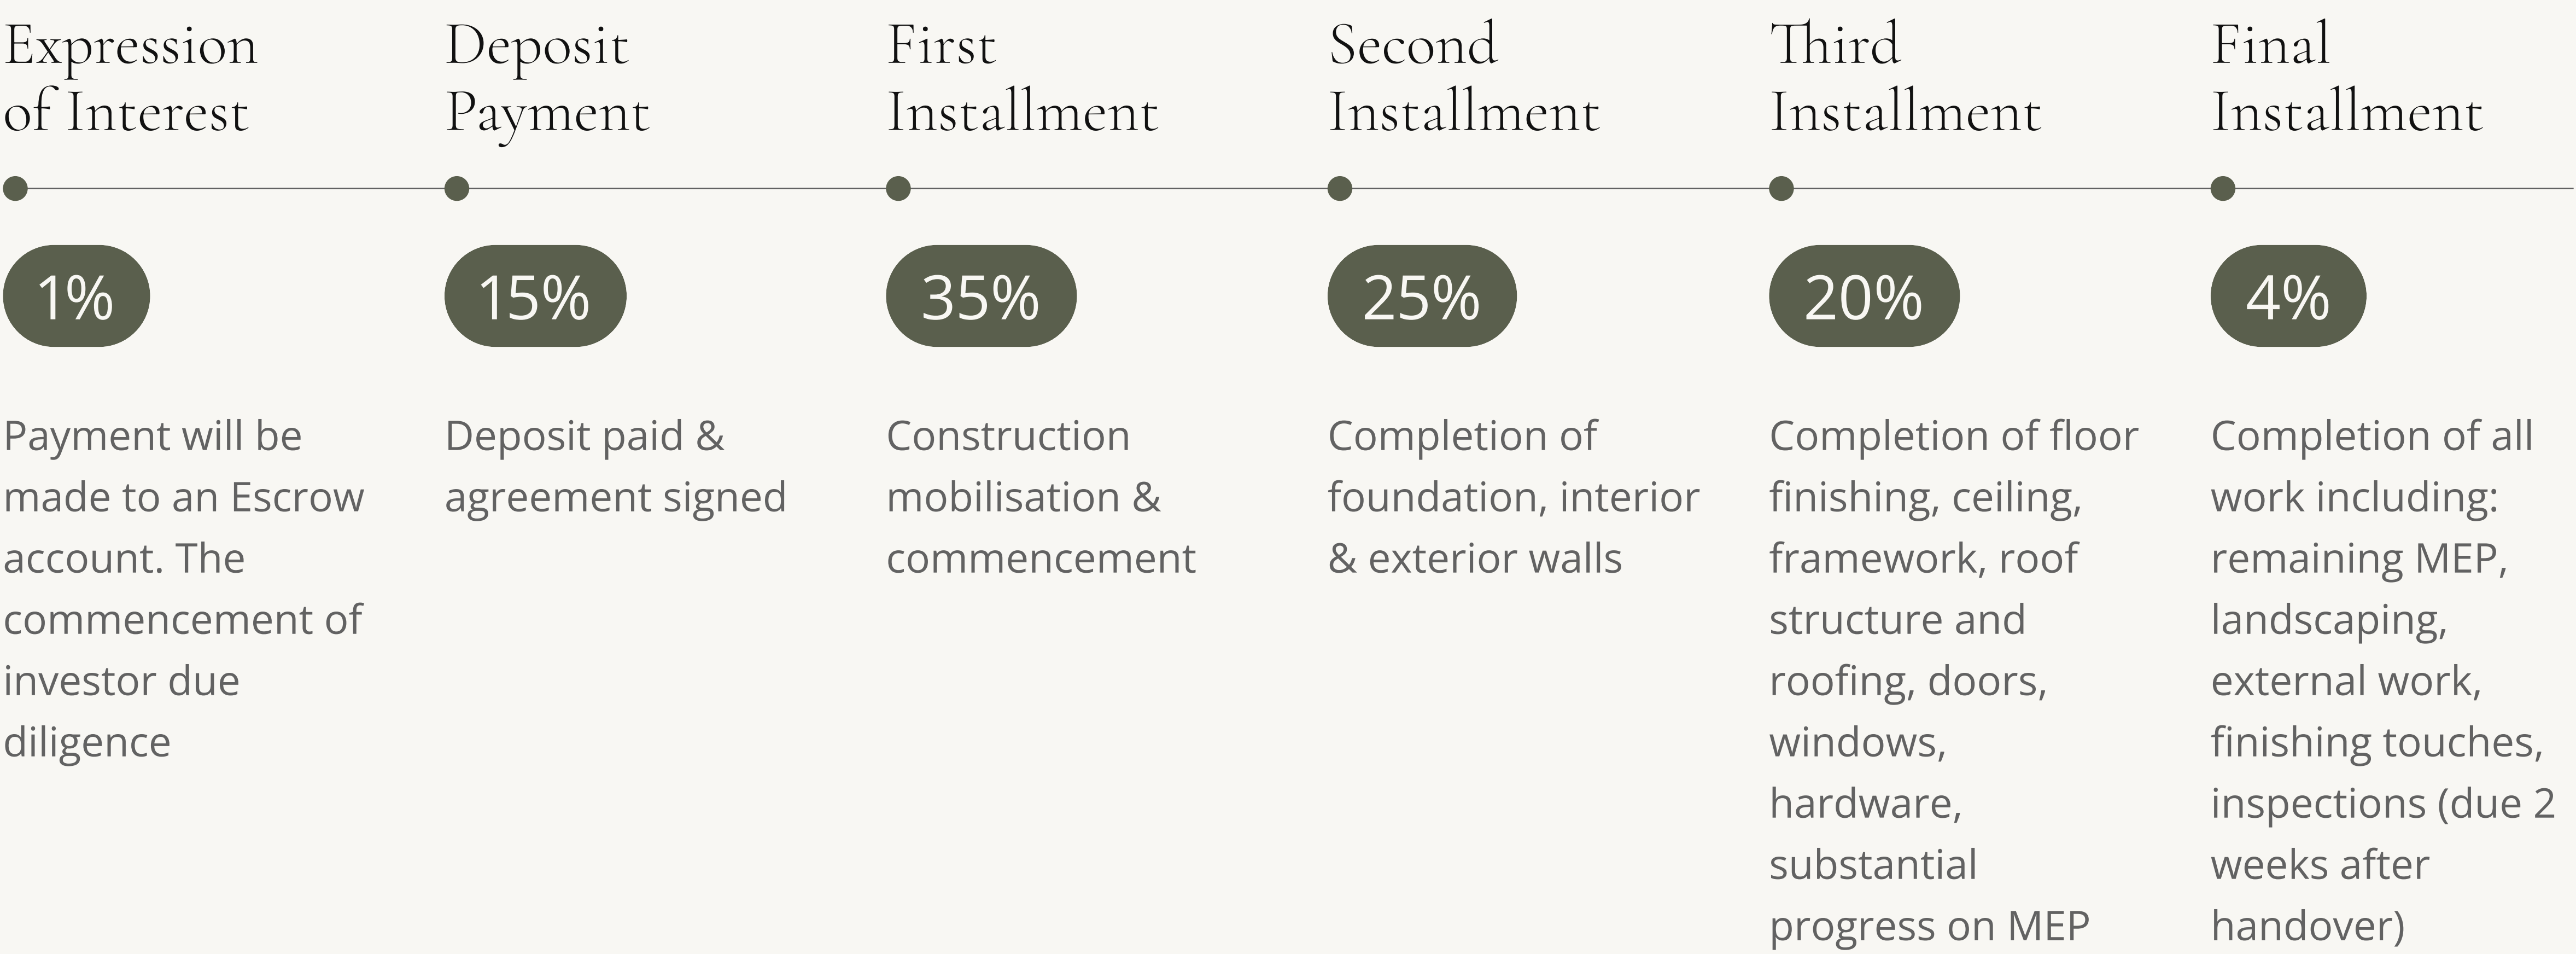 Expression
of Interest
1%
Payment will be
made to an Escrow
account. The
commencement of
investor due
diligence
Deposit
Payment
15%
Deposit paid &
agreement signed
First
Installment
35%
Construction
mobilisation &
commencement
Second
Installment
25%
Completion of
foundation, interior
& exterior walls
Third
Installment
20%
Completion of floor
finishing, ceiling,
framework, roof
structure and
roofing, doors,
windows,
hardware,
substantial
progress on MEP
Final
Installment
4%
Completion of all
work including:
remaining MEP,
landscaping,
external work,
finishing touches,
inspections (due 2
weeks after
handover)